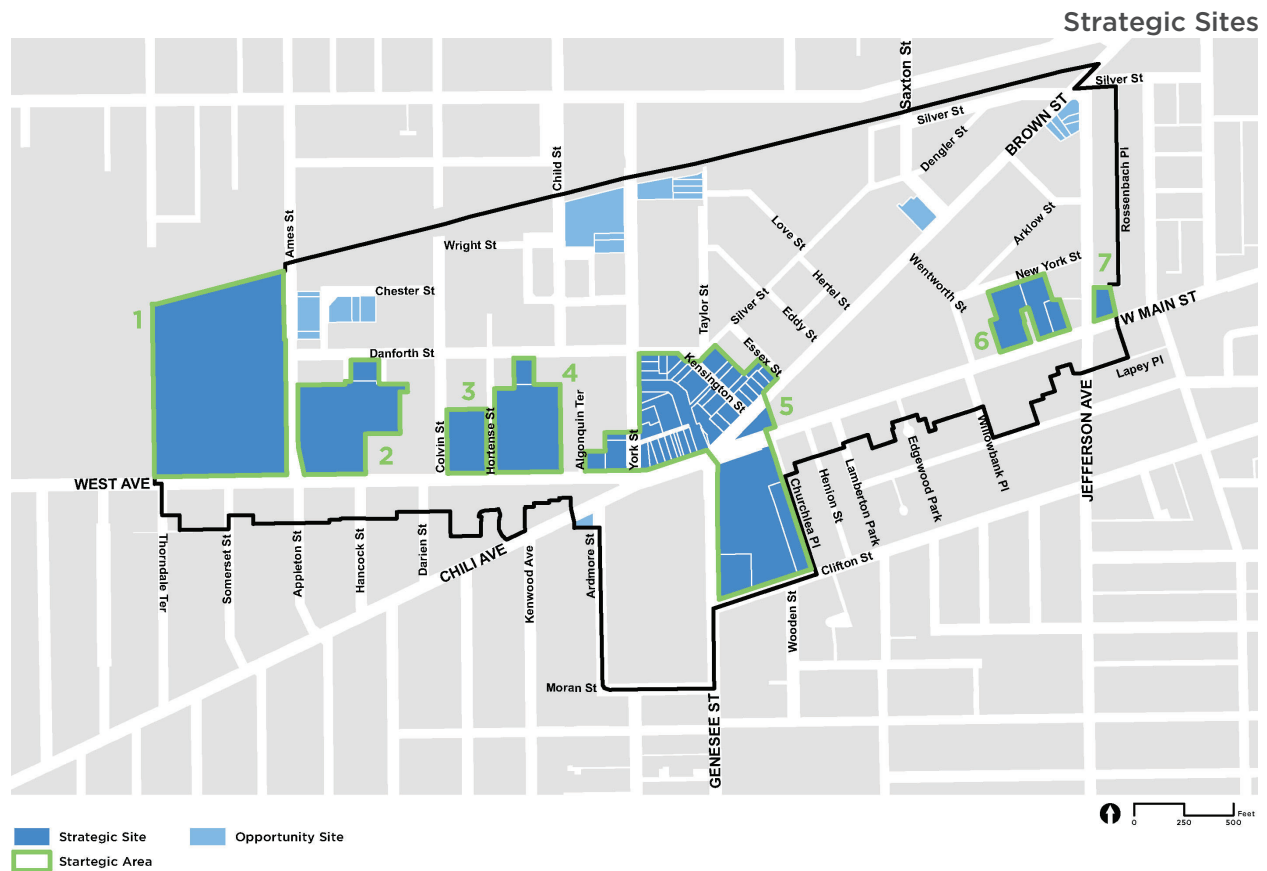 Strategic Sites
Saxton St
Silver St
Silver St
BROWN ST
Dengler St
Child St
Rossenbach Pl
Ames St
Arklow St
Love St
Wright St
Wentworth St
New York St
7
Hertel St
Chester St
Silver St
Taylor St
Eddy St
W MAIN ST
1
6
Danforth St
Essex St
Kensington St
Lapey Pl
4
3
5
Algonquin Ter
Colvin St
Hortense St
York St
JEFFERSON AVE
Willowbank Pl
2
Edgewood Park
Lamberton Park
Henion St
WEST AVE
Churchlea Pl
Thorndale Ter
Somerset St
Appleton St
Hancock St
Darien St
CHILI AVE
Kenwood Ave
Ardmore St
Clifton St
Wooden St
Moran St
GENESEE ST
0 250 500 Feet
Strategic Site
Opportunity Site
Startegic Area